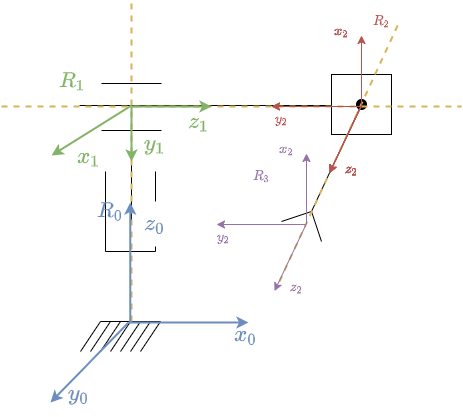 R₂
x₂
R₁
z₁
y₂
y₁
x₁
x₂
z₂
R₃
R₀
z₀
y₂
z₂
x₀
y₀